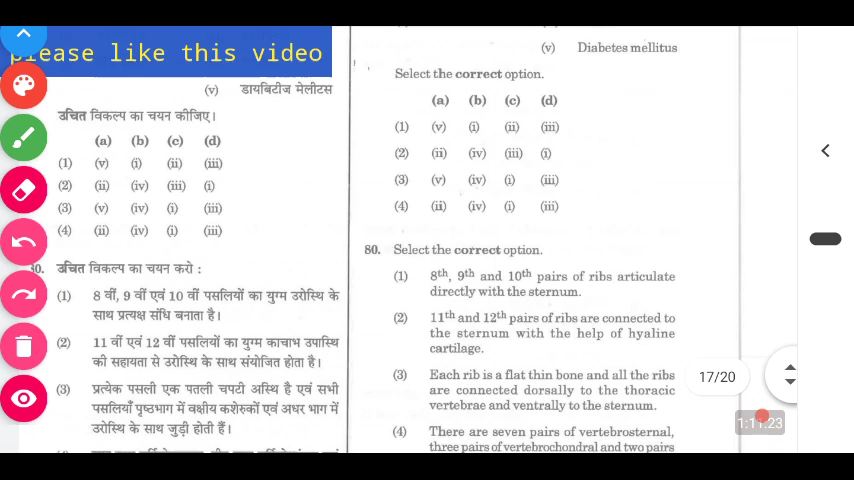 please like this video
(v) डायबिटीज मेलीटस
उचित विकल्प का चयन कीजिए।
(a) (b) (c) (d)
(1) (v) (i) (ii) (iii)
(2) (ii) (iv) (iii) (i)
(3) (v) (iv) (i) (iii)
(4) (ii) (iv) (i) (iii)
80. उचित विकल्प का चयन करो :
(1) 8 वीं, 9 वीं एवं 10 वीं पसलियों का युग्म उरोस्थि के
साथ प्रत्यक्ष संधि बनाता है।
(2) 11 वीं एवं 12 वीं पसलियों का युग्म काचाभ उपास्थि
की सहायता से उरोस्थि के साथ संयोजित होता है।
(3) प्रत्येक पसली एक पतली चपटी अस्थि है एवं सभी
पसलियाँ पृष्ठभाग में वक्षीय कशेरुकों एवं अधर भाग में
उरोस्थि के साथ जुड़ी होती हैं।
(v) Diabetes mellitus
Select the correct option.
(a) (b) (c) (d)
(1) (v) (i) (ii) (iii)
(2) (ii) (iv) (iii) (i)
(3) (v) (iv) (i) (iii)
(4) (ii) (iv) (i) (iii)
80. Select the correct option.
(1) 8th, 9th and 10th pairs of ribs articulate
directly with the sternum.
(2) 11th and 12th pairs of ribs are connected to
the sternum with the help of hyaline
cartilage.
(3) Each rib is a flat thin bone and all the ribs
are connected dorsally to the thoracic
vertebrae and ventrally to the sternum.
(4) There are seven pairs of vertebrosternal,
three pairs of vertebrochondral and two pairs
17/20
1:11:23